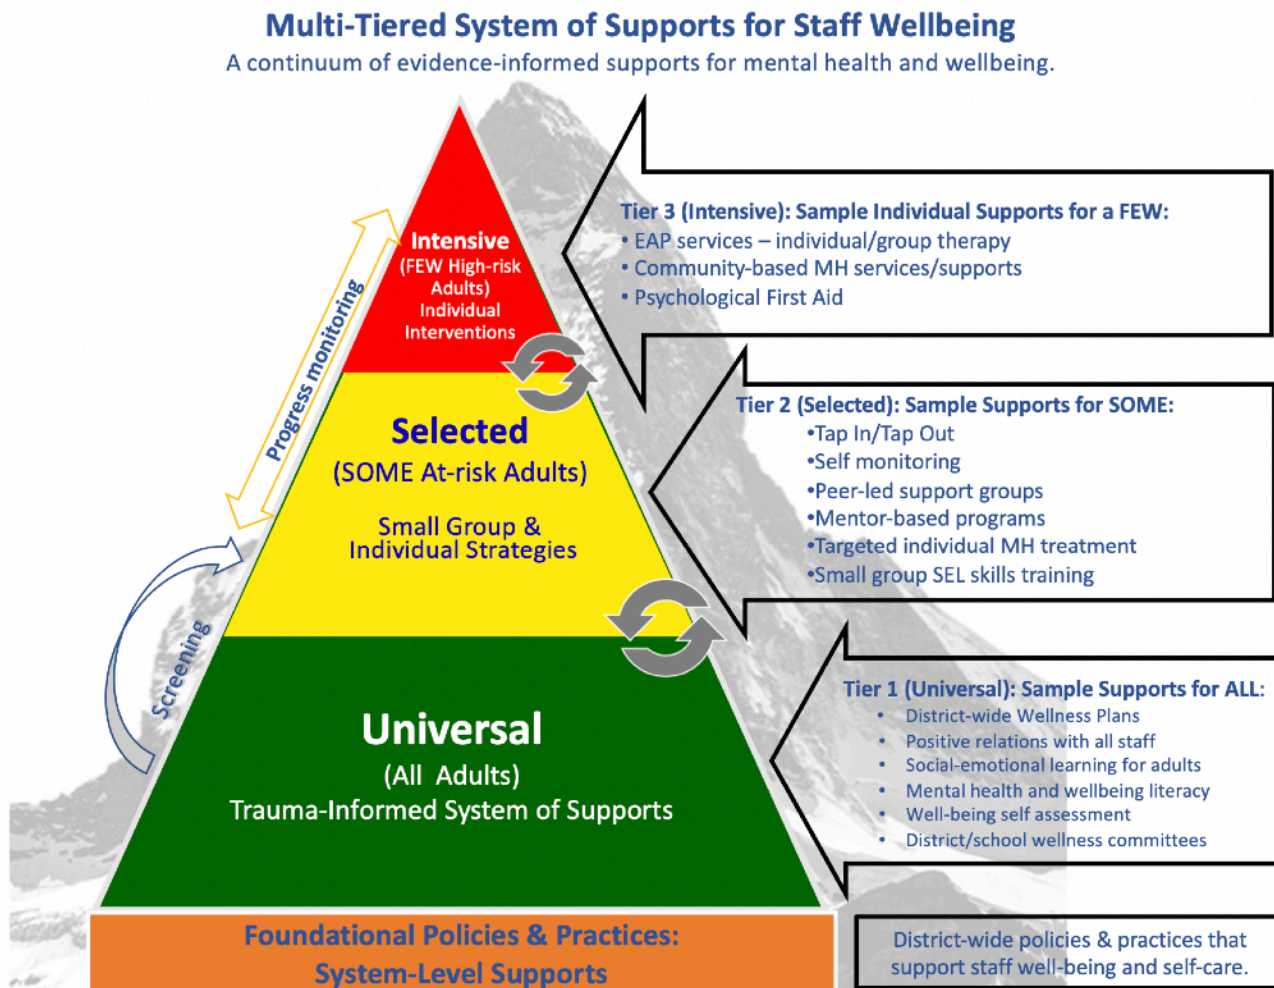 Multi-Tiered System of Supports for Staff Wellbeing
A continuum of evidence-informed supports for mental health and wellbeing.
Intensive
(FEW High-risk
Adults)
Individual
Interventions
Progress monitoring
Selected
(SOME At-risk Adults)
Small Group &
Individual Strategies
Screening
Universal
(All Adults)
Trauma-Informed System of Supports
Foundational Policies & Practices:
System-Level Supports
Tier 3 (Intensive): Sample Individual Supports for a FEW:
• EAP services – individual/group therapy
• Community-based MH services/supports
• Psychological First Aid
Tier 2 (Selected): Sample Supports for SOME:
•Tap In/Tap Out
•Self monitoring
•Peer-led support groups
•Mentor-based programs
•Targeted individual MH treatment
•Small group SEL skills training
Tier 1 (Universal): Sample Supports for ALL:
• District-wide Wellness Plans
• Positive relations with all staff
• Social-emotional learning for adults
• Mental health and wellbeing literacy
• Well-being self assessment
• District/school wellness committees
District-wide policies & practices that
support staff well-being and self-care.